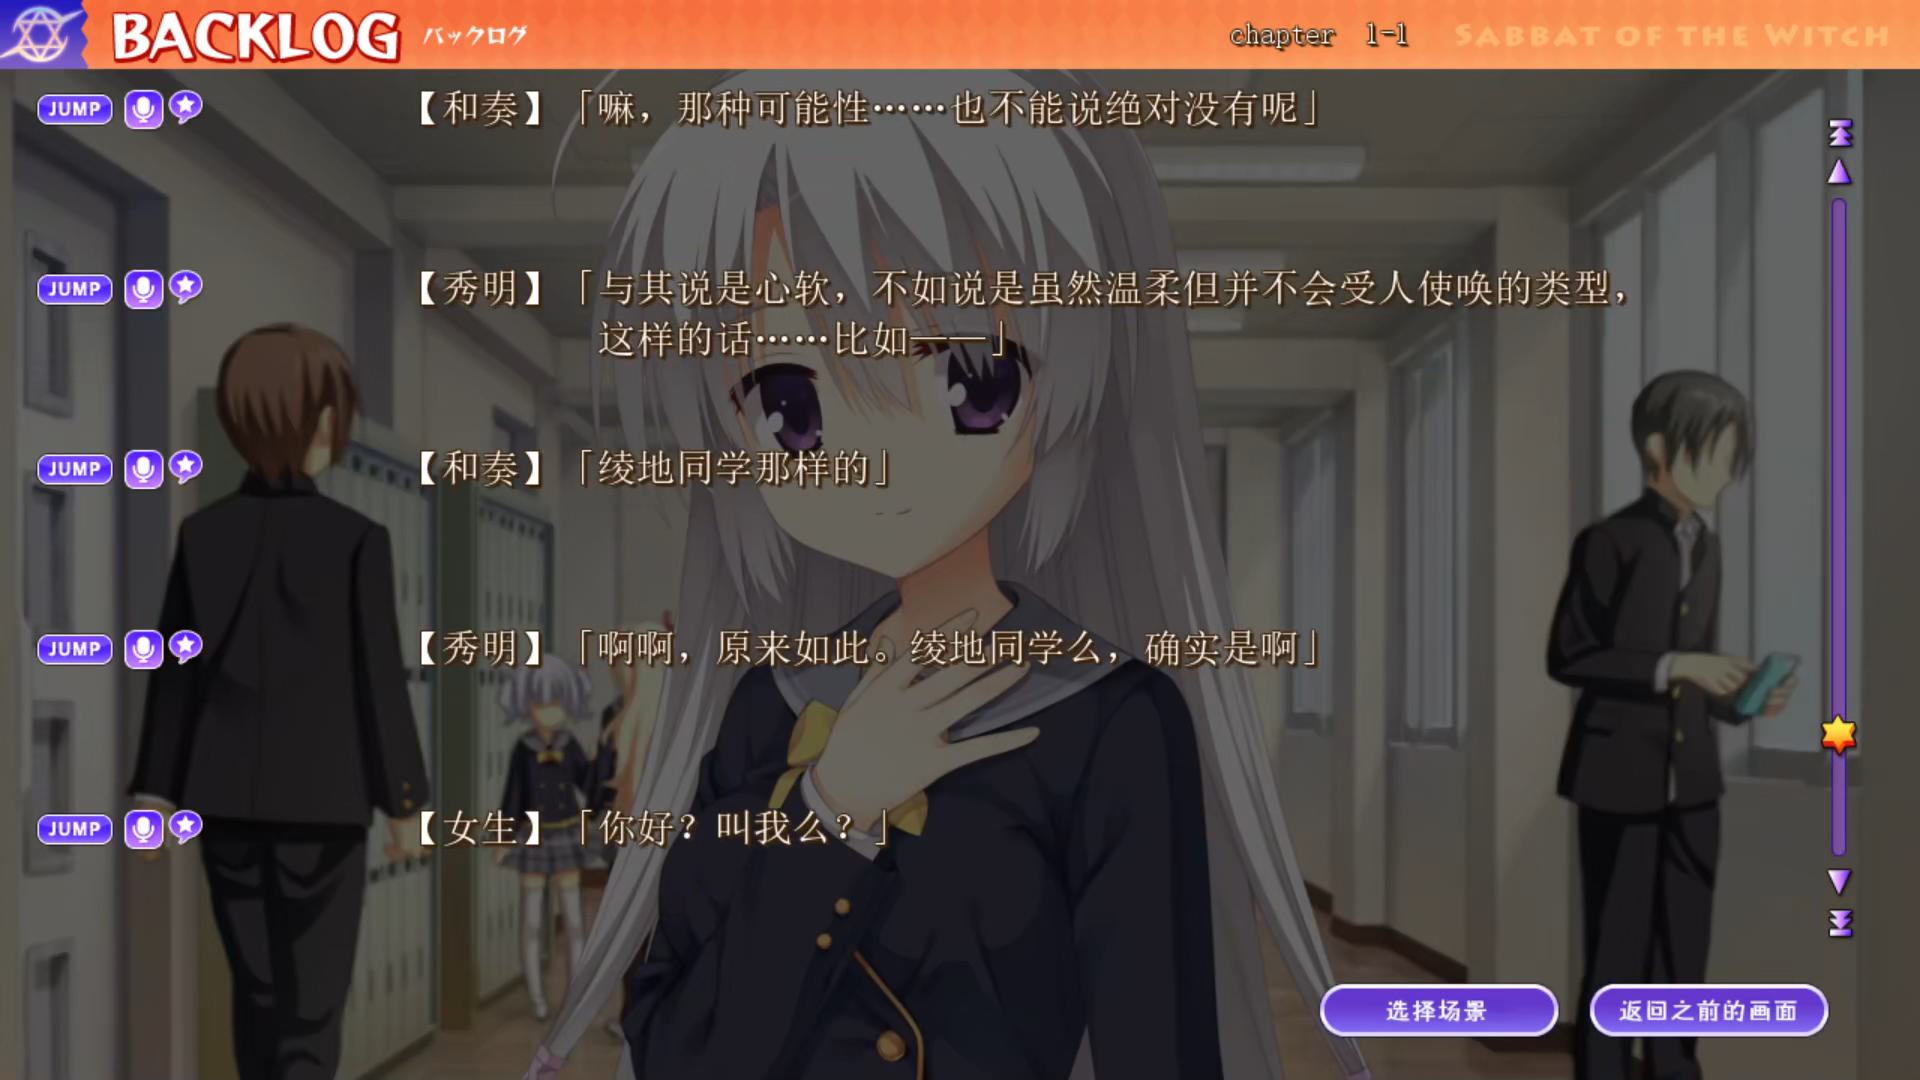 BACKLOG バックログ chapter 1-1 SABBAT OF THE WITCH
JUMP 【和奏】「嘛，那种可能性……也不能说绝对没有呢」
JUMP 【秀明】「与其说是心软，不如说是虽然温柔但并不会受人使唤的类型，
这样的话……比如——」
JUMP 【和奏】「绫地同学那样的」
JUMP 【秀明】「啊啊，原来如此。绫地同学么，确实是啊」
JUMP 【女生】「你好？叫我么？」
选择场景 返回之前的画面